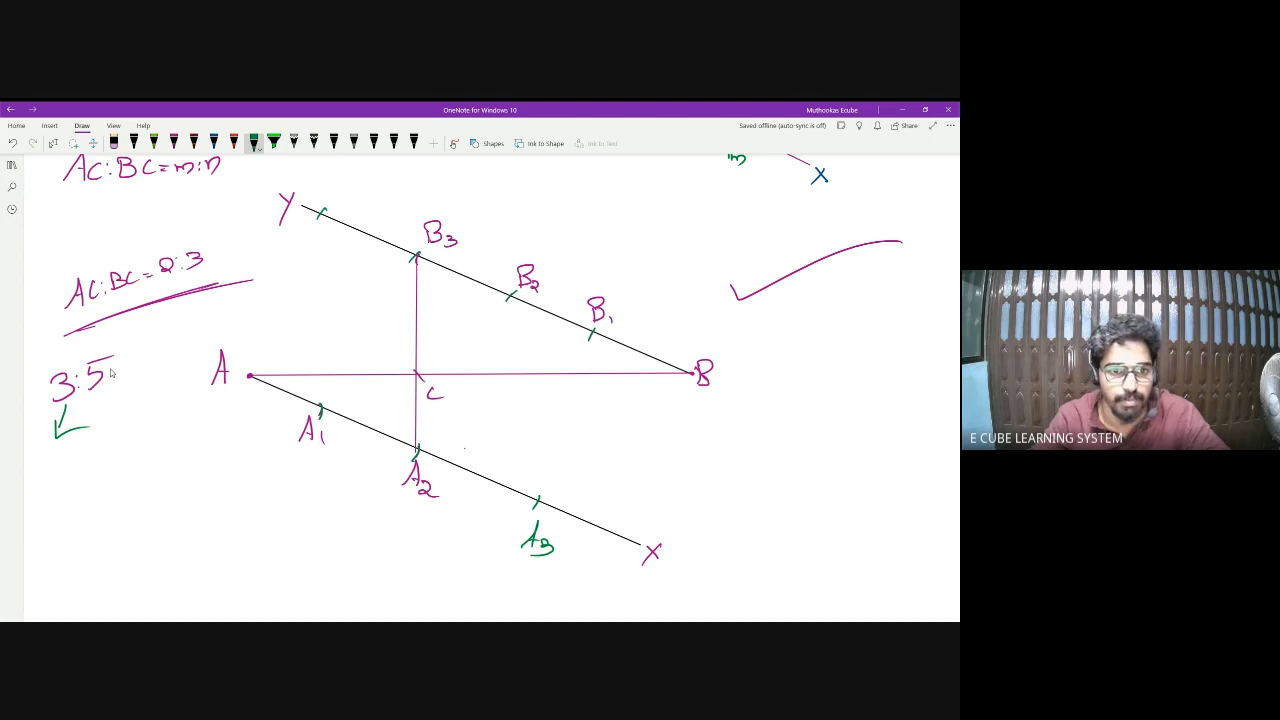 OneNote for Windows 10
Muthookas Ecube
Home Insert Draw View Help
Saved offline (auto-sync is off)
Share
Shapes
Ink to Shape
Ink to Text
AC:BC=m:n
m
X
Y
B3
AC:BC=2:3
B2
B1
3:5
A
B
C
A1
A2
A3
X
E CUBE LEARNING SYSTEM